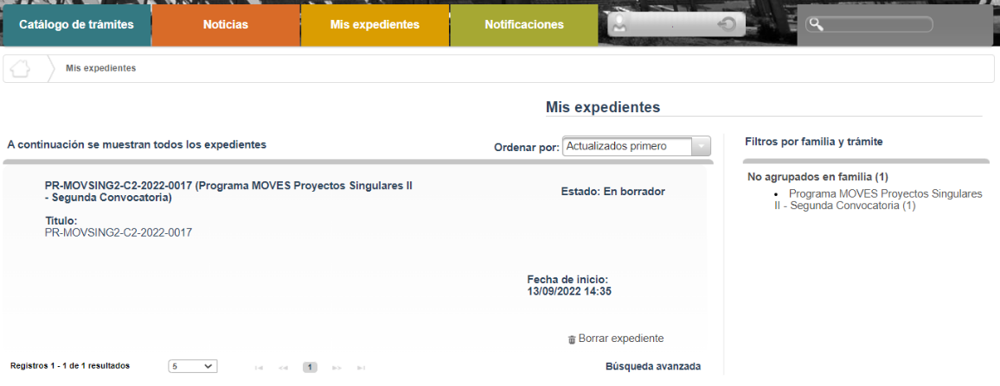 Catálogo de trámites
Noticias
Mis expedientes
Notificaciones
Mis expedientes
Mis expedientes
A continuación se muestran todos los expedientes
Ordenar por: Actualizados primero
PR-MOVSING2-C2-2022-0017 (Programa MOVES Proyectos Singulares II
- Segunda Convocatoria)
Estado: En borrador
Titulo:
PR-MOVSING2-C2-2022-0017
Fecha de inicio:
13/09/2022 14:35
Borrar expediente
Registros 1 - 1 de 1 resultados
5
1
Búsqueda avanzada
Filtros por familia y trámite
No agrupados en familia (1)
• Programa MOVES Proyectos Singulares
II - Segunda Convocatoria (1)